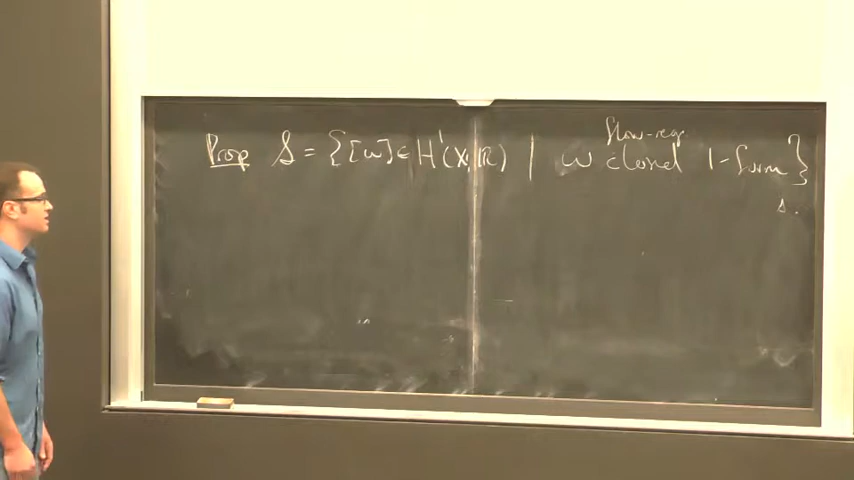 flow-reg
Prop S = {[ω] ∈ H¹(X; ℝ) | ω closed 1-form}
s.